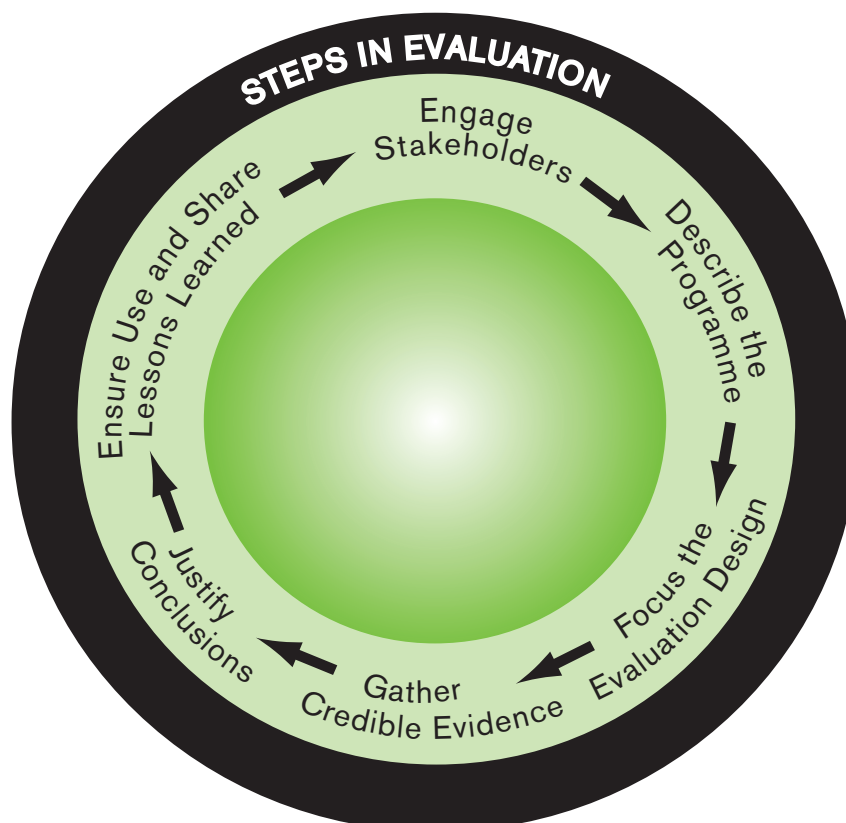 STEPS IN EVALUATION
Engage
Stakeholders
Describe the
Programme
Focus the
Evaluation Design
Gather
Credible Evidence
Justify
Conclusions
Ensure Use and Share
Lessons Learned